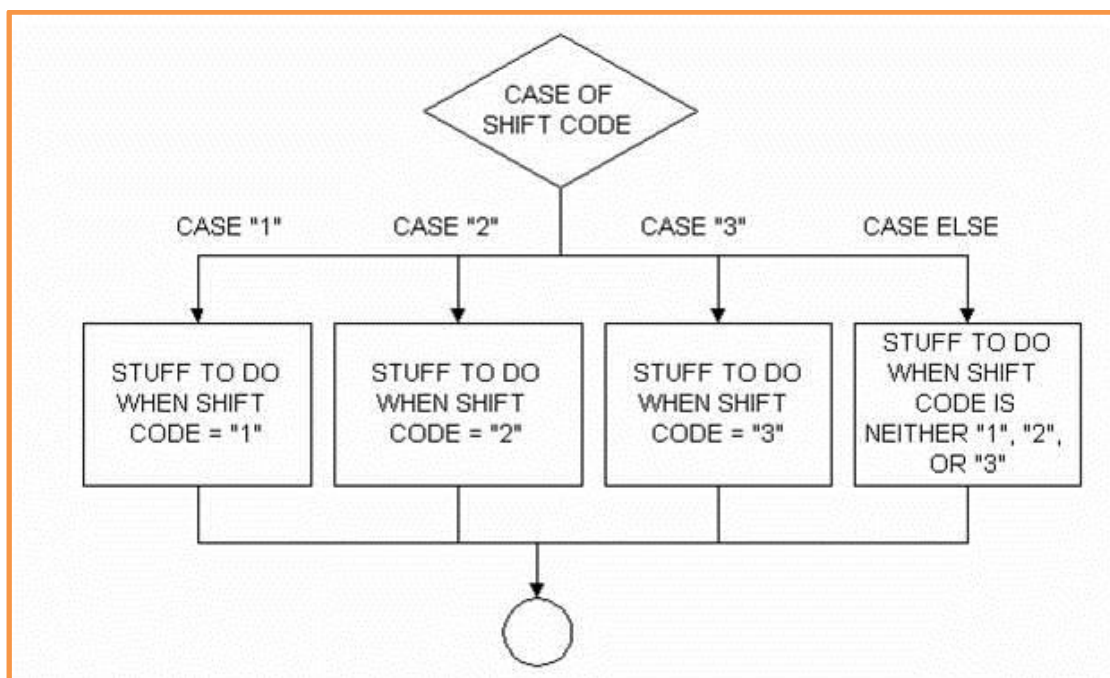 CASE OF
SHIFT CODE
CASE "1"
CASE "2"
CASE "3"
CASE ELSE
STUFF TO DO
WHEN SHIFT
CODE = "1"
STUFF TO DO
WHEN SHIFT
CODE = "2"
STUFF TO DO
WHEN SHIFT
CODE = "3"
STUFF TO DO
WHEN SHIFT
CODE IS
NEITHER "1", "2",
OR "3"